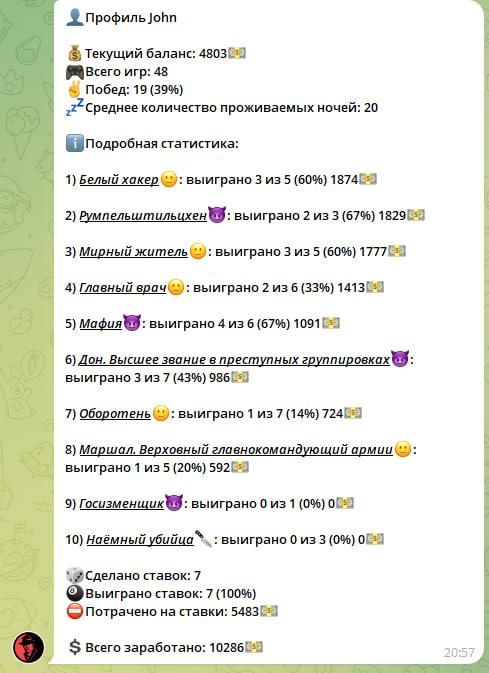 👤Профиль John
💰Текущий баланс: 4803💵
🎮Всего игр: 48
✌Побед: 19 (39%)
💤Среднее количество проживаемых ночей: 20
ℹПодробная статистика:
1) Белый хакер🙂: выиграно 3 из 5 (60%) 1874💵
2) Румпельштильцхен😈: выиграно 2 из 3 (67%) 1829💵
3) Мирный житель🙂: выиграно 3 из 5 (60%) 1777💵
4) Главный врач🙂: выиграно 2 из 6 (33%) 1413💵
5) Мафия😈: выиграно 4 из 6 (67%) 1091💵
6) Дон. Высшее звание в преступных группировках😈:
выиграно 3 из 7 (43%) 986💵
7) Оборотень🙂: выиграно 1 из 7 (14%) 724💵
8) Маршал. Верховный главнокомандующий армии🙂:
выиграно 1 из 5 (20%) 592💵
9) Госизменщик😈: выиграно 0 из 1 (0%) 0💵
10) Наёмный убийца🔪: выиграно 0 из 3 (0%) 0💵
🎲Сделано ставок: 7
🎱Выиграно ставок: 7 (100%)
⛔Потрачено на ставки: 5483💵
💲Всего заработано: 10286💵
20:57